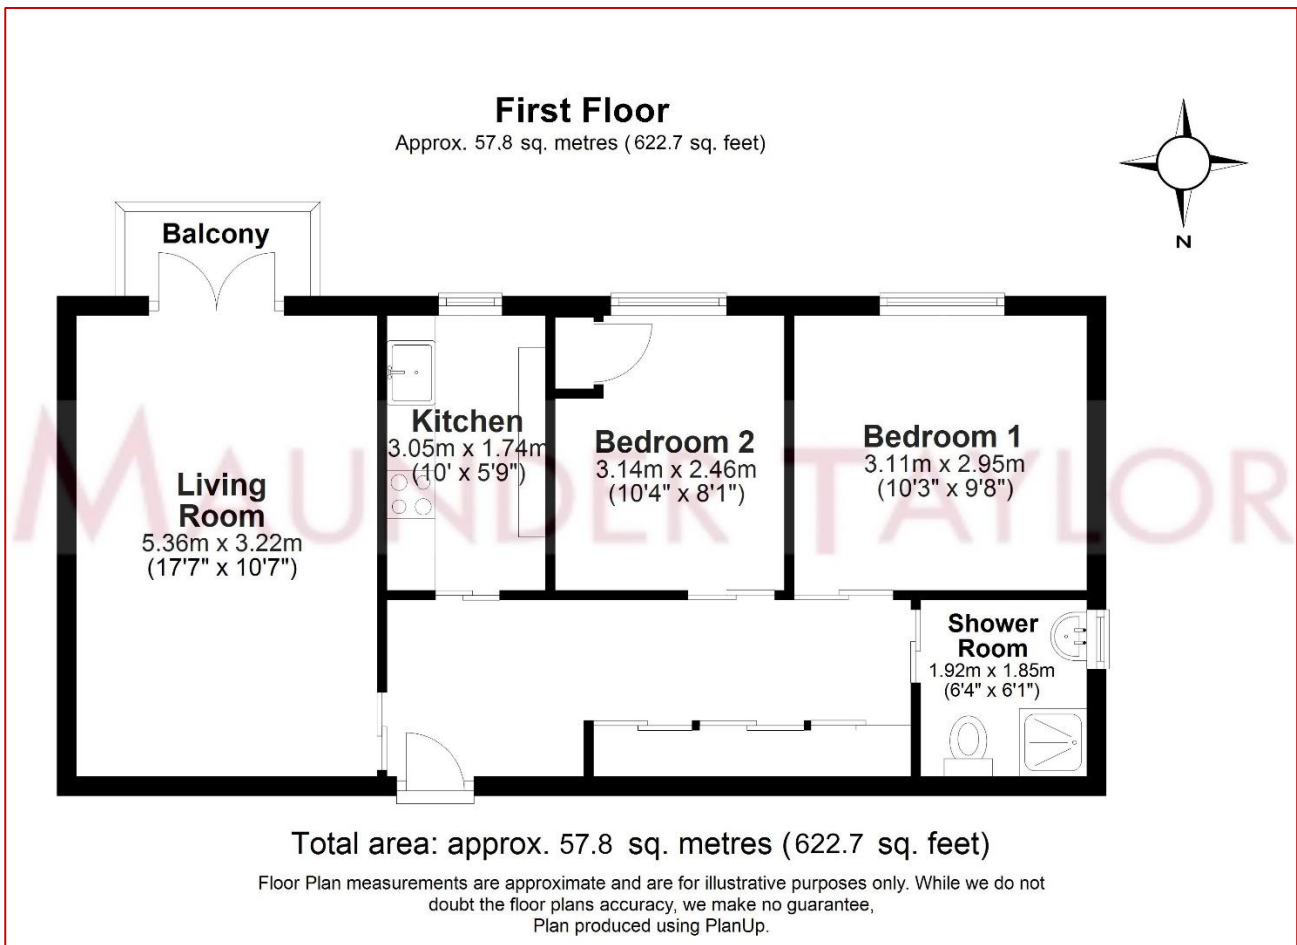 First Floor
Approx. 57.8 sq. metres (622.7 sq. feet)
N
Balcony
Kitchen
3.05m x 1.74m
(10' x 5'9")
Bedroom 2
3.14m x 2.46m
(10'4" x 8'1")
Bedroom 1
3.11m x 2.95m
(10'3" x 9'8")
Living
Room
5.36m x 3.22m
(17'7" x 10'7")
MAUNDER TAYLOR
Shower
Room
1.92m x 1.85m
(6'4" x 6'1")
Total area: approx. 57.8 sq. metres (622.7 sq. feet)
Floor Plan measurements are approximate and are for illustrative purposes only. While we do not
doubt the floor plans accuracy, we make no guarantee,
Plan produced using PlanUp.